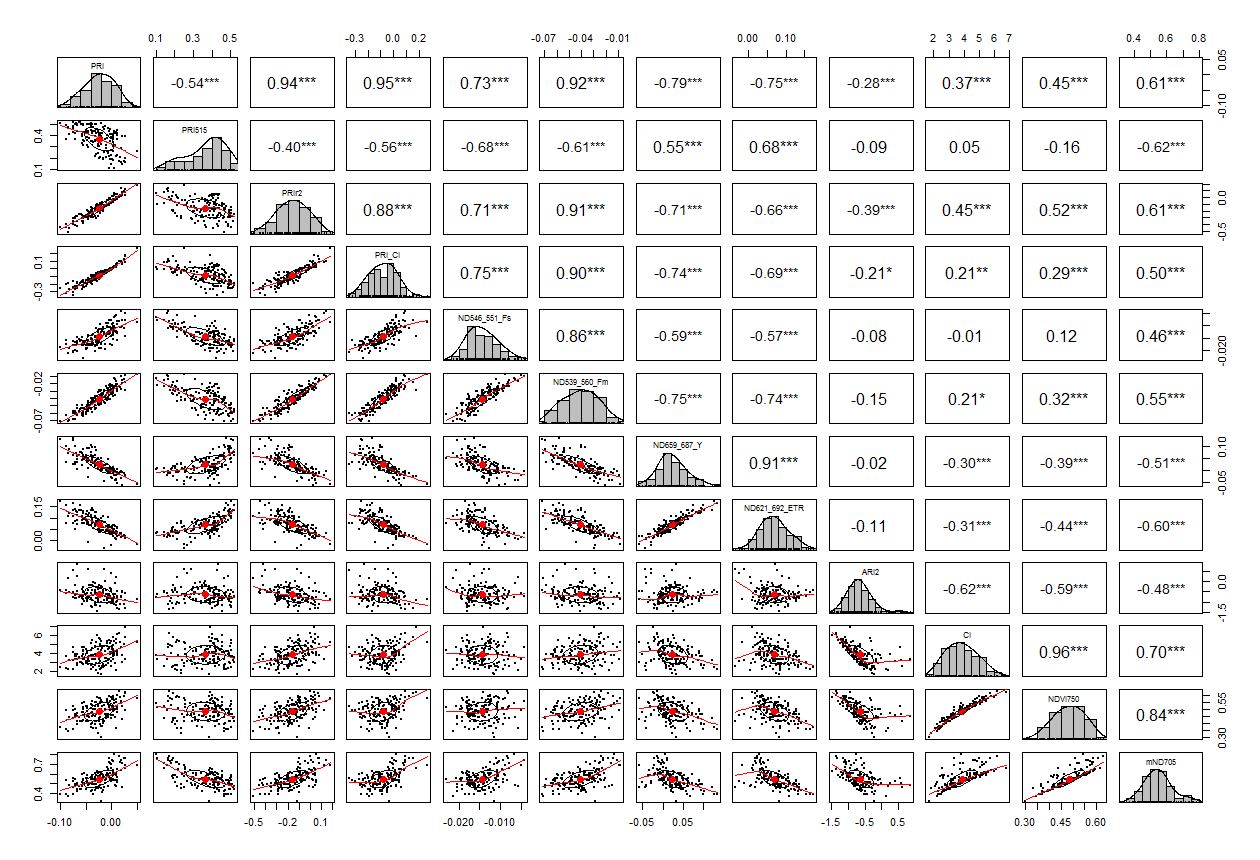 0.1 0.3 0.5 -0.3 0.0 0.2 -0.07 -0.04 -0.01 0.00 0.10 2 3 4 5 6 7 0.4 0.6 0.8
PRI -0.54*** 0.94*** 0.95*** 0.73*** 0.92*** -0.79*** -0.75*** -0.28*** 0.37*** 0.45*** 0.61*** -0.10 0.05
0.1 0.4 PRI515 -0.40*** -0.56*** -0.68*** -0.61*** 0.55*** 0.68*** -0.09 0.05 -0.16 -0.62***
PRIr2 0.88*** 0.71*** 0.91*** -0.71*** -0.66*** -0.39*** 0.45*** 0.52*** 0.61*** -0.5 0.0
-0.3 0.1 PRI_CI 0.75*** 0.90*** -0.74*** -0.69*** -0.21* 0.21** 0.29*** 0.50***
ND546_551_Fs 0.86*** -0.59*** -0.57*** -0.08 -0.01 0.12 0.46*** -0.020
-0.07 -0.02 ND539_560_Fm -0.75*** -0.74*** -0.15 0.21* 0.32*** 0.55***
ND659_687_Y 0.91*** -0.02 -0.30*** -0.39*** -0.51*** -0.05 0.10
0.00 0.15 ND621_692_ETR -0.11 -0.31*** -0.44*** -0.60***
ARI2 -0.62*** -0.59*** -0.48*** -1.5 0.0
2 4 6 CI 0.96*** 0.70***
NDVI750 0.84*** 0.30 0.55
0.4 0.7 mND705
-0.10 0.00 -0.5 -0.2 0.1 -0.020 -0.010 -0.05 0.05 -1.5 -0.5 0.5 0.30 0.45 0.60